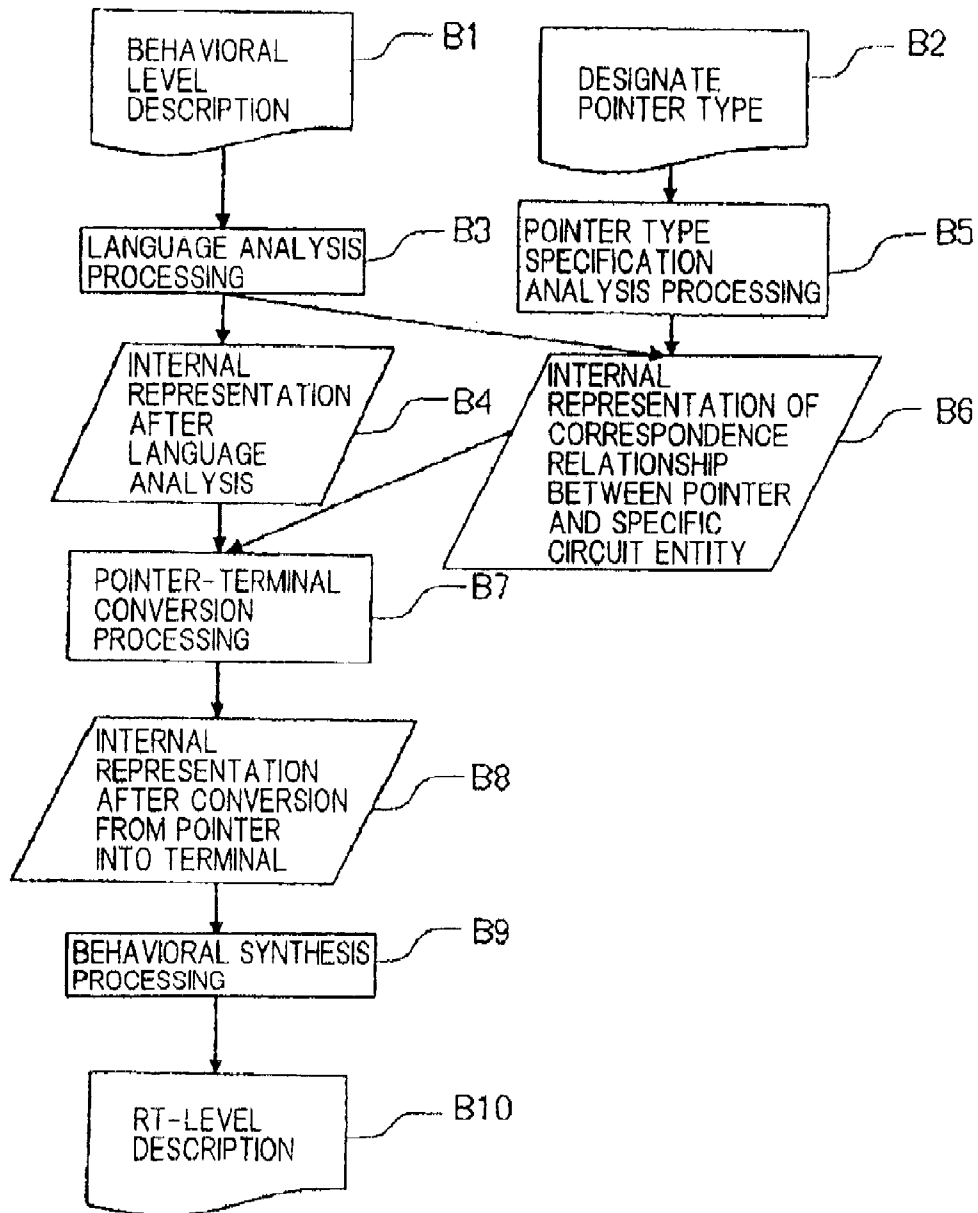 BEHAVIORAL
LEVEL
DESCRIPTION
B1
DESIGNATE
POINTER TYPE
B2
LANGUAGE ANALYSIS
PROCESSING
B3
POINTER TYPE
SPECIFICATION
ANALYSIS PROCESSING
B5
INTERNAL
REPRESENTATION
AFTER
LANGUAGE
ANALYSIS
B4
INTERNAL
REPRESENTATION OF
CORRESPONDENCE
RELATIONSHIP
BETWEEN POINTER
AND SPECIFIC
CIRCUIT ENTITY
B6
POINTER-TERMINAL
CONVERSION
PROCESSING
B7
INTERNAL
REPRESENTATION
AFTER CONVERSION
FROM POINTER
INTO TERMINAL
B8
BEHAVIORAL SYNTHESIS
PROCESSING
B9
RT-LEVEL
DESCRIPTION
B10